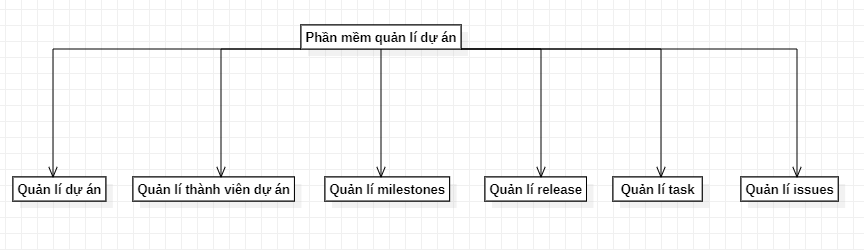 Phần mềm quản lí dự án
Quản lí dự án
Quản lí thành viên dự án
Quản lí milestones
Quản lí release
Quản lí task
Quản lí issues